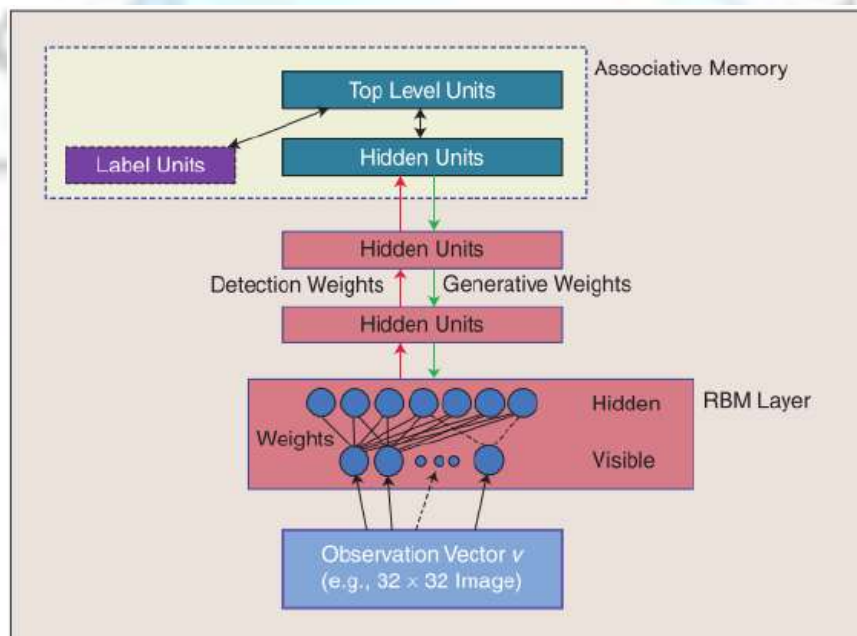 Associative Memory
Top Level Units
Label Units
Hidden Units
Hidden Units
Detection Weights
Generative Weights
Hidden Units
Hidden
RBM Layer
Weights
Visible
Observation Vector v
(e.g., 32 × 32 Image)